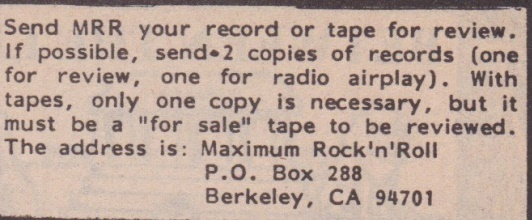 Send MRR your record or tape for review.
If possible, send•2 copies of records (one
for review, one for radio airplay). With
tapes, only one copy is necessary, but it
must be a "for sale" tape to be reviewed.
The address is: Maximum Rock'n'Roll
P.O. Box 288
Berkeley, CA 94701